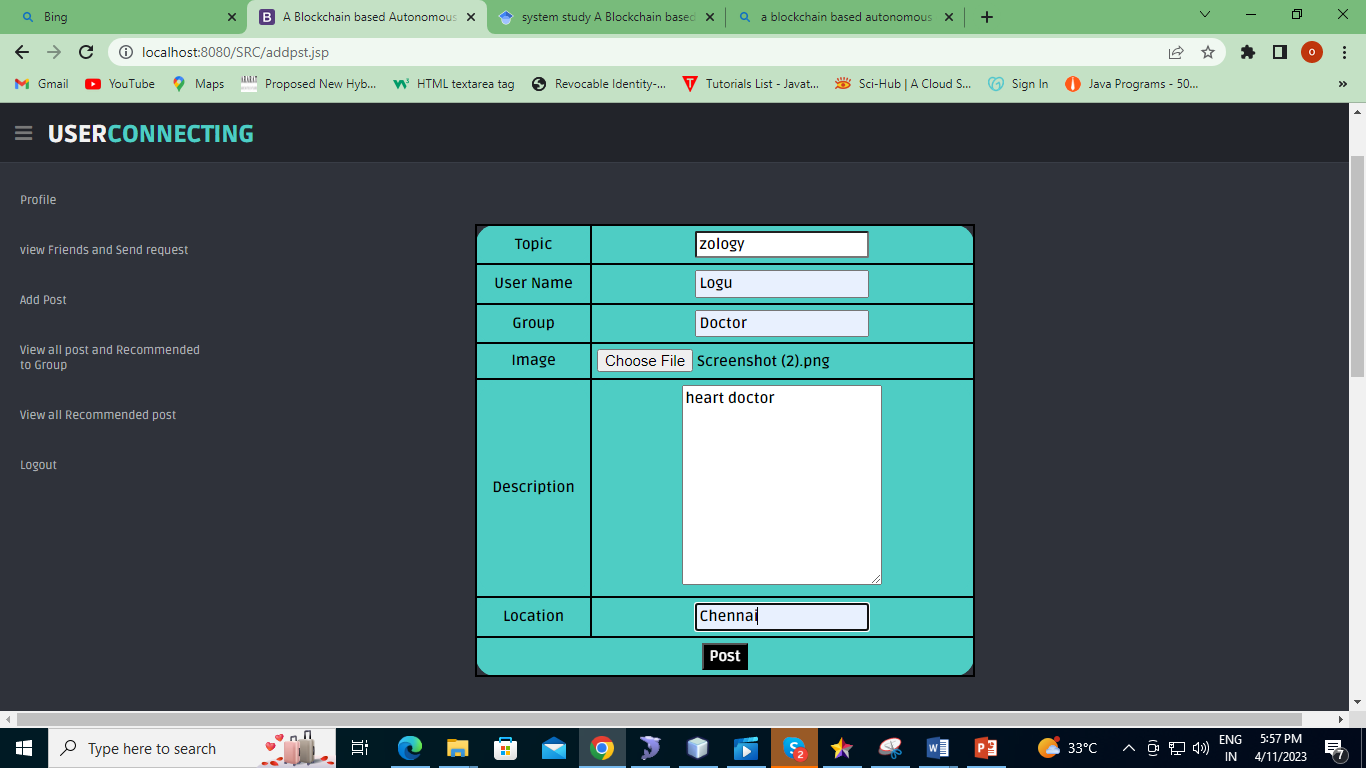 Bing
A Blockchain based Autonomous
system study A Blockchain based
a blockchain based autonomous
localhost:8080/SRC/addpst.jsp
o
Gmail
YouTube
Maps
Proposed New Hyb...
HTML textarea tag
Revocable Identity-...
Tutorials List - Javat...
Sci-Hub | A Cloud S...
Sign In
Java Programs - 50...
»
USERCONNECTING
Profile
view Friends and Send request
Add Post
View all post and Recommended
to Group
View all Recommended post
Logout
Topic zology
User Name Logu
Group Doctor
Image Choose File Screenshot (2).png
Description heart doctor
Location Chennai
Post
Type here to search
2
33°C
ENG
IN
5:57 PM
4/11/2023
7